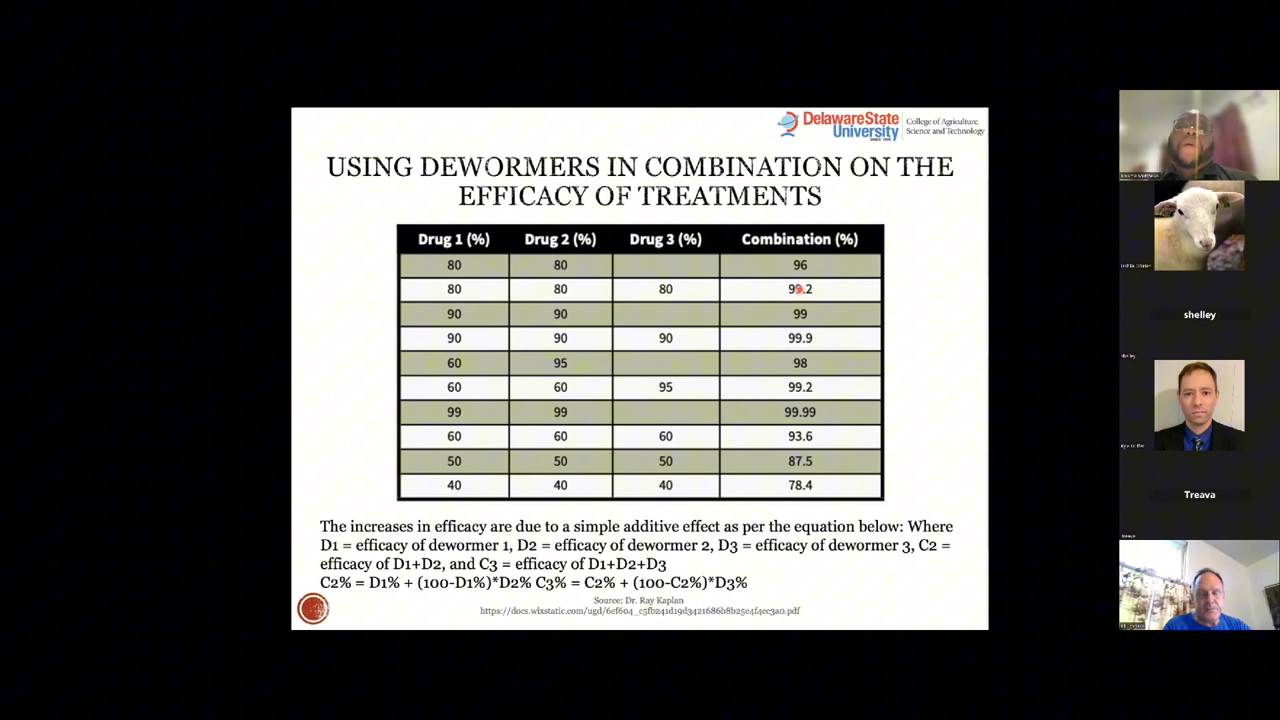 DelawareState
University
SINCE 1891
College of Agriculture,
Science and Technology
USING DEWORMERS IN COMBINATION ON THE
EFFICACY OF TREATMENTS
Drug 1 (%) Drug 2 (%) Drug 3 (%) Combination (%)
80 80 96
80 80 80 99.2
90 90 99
90 90 90 99.9
60 95 98
60 60 95 99.2
99 99 99.99
60 60 60 93.6
50 50 50 87.5
40 40 40 78.4
The increases in efficacy are due to a simple additive effect as per the equation below: Where
D1 = efficacy of dewormer 1, D2 = efficacy of dewormer 2, D3 = efficacy of dewormer 3, C2 =
efficacy of D1+D2, and C3 = efficacy of D1+D2+D3
C2% = D1% + (100-D1%)*D2% C3% = C2% + (100-C2%)*D3%
Source: Dr. Ray Kaplan
shelley
shelley
Treava
Treava